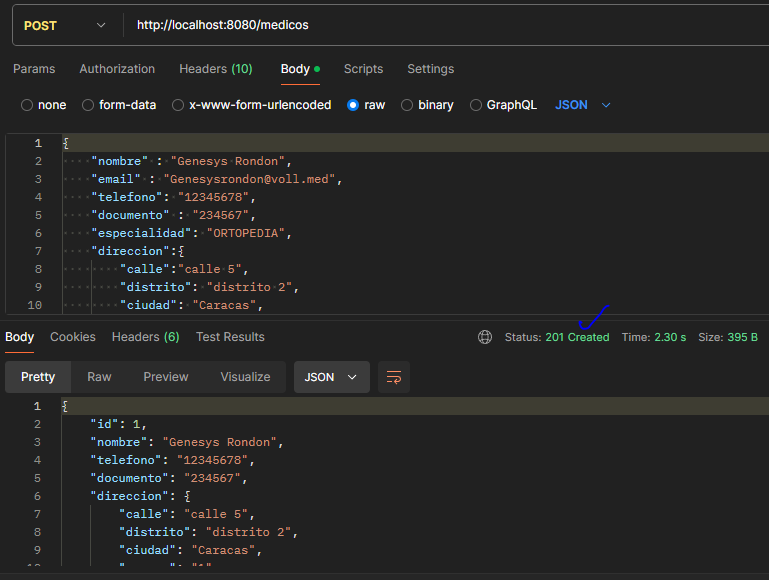 POST http://localhost:8080/medicos
Params Authorization Headers (10) Body Scripts Settings
none form-data x-www-form-urlencoded raw binary GraphQL JSON
1 {
2 "nombre" : "Genesys Rondon",
3 "email" : "Genesysrondon@voll.med",
4 "telefono": "12345678",
5 "documento" : "234567",
6 "especialidad": "ORTOPEDIA",
7 "direccion":{
8 "calle":"calle 5",
9 "distrito": "distrito 2",
10 "ciudad": "Caracas",
Body Cookies Headers (6) Test Results Status: 201 Created Time: 2.30 s Size: 395 B
Pretty Raw Preview Visualize JSON
1 {
2 "id": 1,
3 "nombre": "Genesys Rondon",
4 "telefono": "12345678",
5 "documento": "234567",
6 "direccion": {
7 "calle": "calle 5",
8 "distrito": "distrito 2",
9 "ciudad": "Caracas",